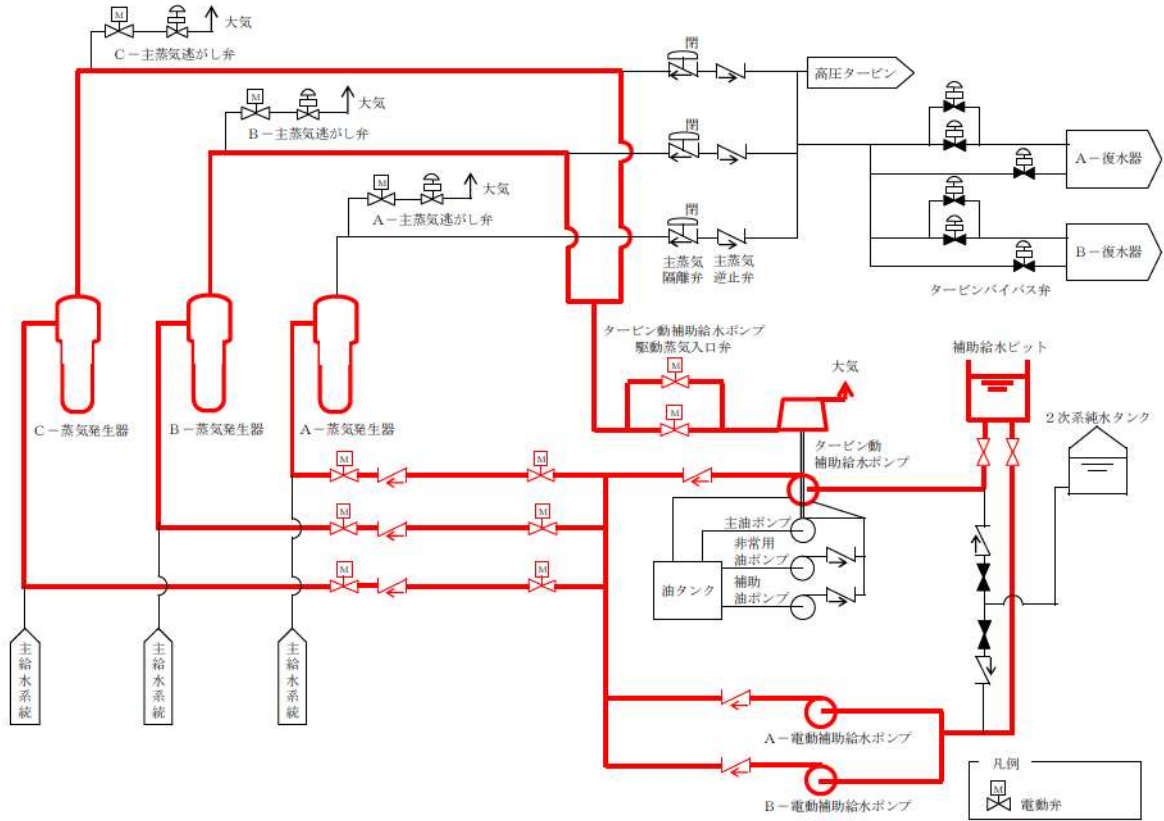 M
大気
C－主蒸気逃がし弁
M
大気
B－主蒸気逃がし弁
M
大気
A－主蒸気逃がし弁
閉
閉
閉
主蒸気
隔離弁
主蒸気
逆止弁
高圧タービン
A－復水器
B－復水器
タービンバイパス弁
C－蒸気発生器
B－蒸気発生器
A－蒸気発生器
タービン動補助給水ポンプ
駆動蒸気入口弁
M
M
大気
補助給水ピット
2次系純水タンク
タービン動
補助給水ポンプ
M
M
M
M
M
M
主油ポンプ
非常用
油ポンプ
補助
油ポンプ
油タンク
主給水系統
主給水系統
主給水系統
A－電動補助給水ポンプ
B－電動補助給水ポンプ
凡例
M
電動弁